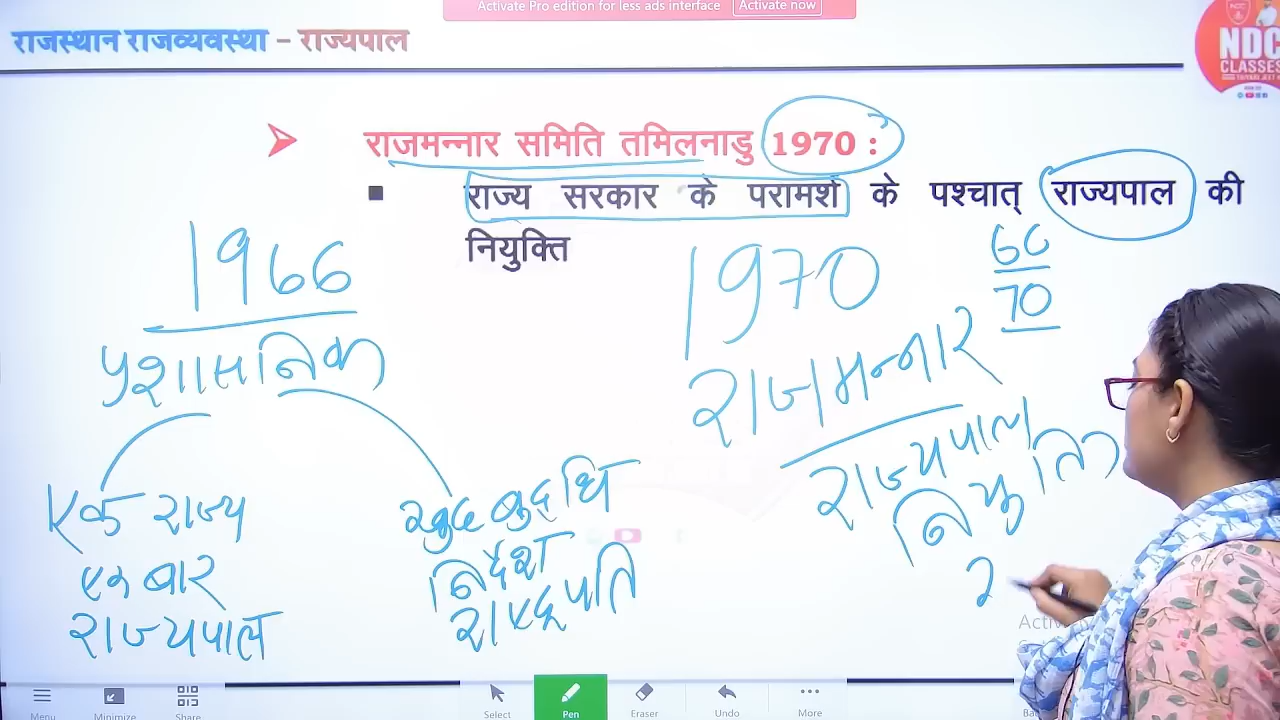 Activate Pro edition for less ads interface Activate now
राजस्थान राजव्यवस्था – राज्यपाल
NDC
CLASSES
राजमन्नार समिति तमिलनाडु 1970 :
राज्य सरकार के परामर्श के पश्चात् राज्यपाल की
नियुक्ति
1966
प्रशासनिक
एक राज्य
एक बार
राज्यपाल
खुद बुद्धि
निर्देश
राष्ट्रपति
1970
66
70
राजमन्नार
राज्यपाल
नियुक्ति
Menu Minimize Share Select Pen Eraser Undo More